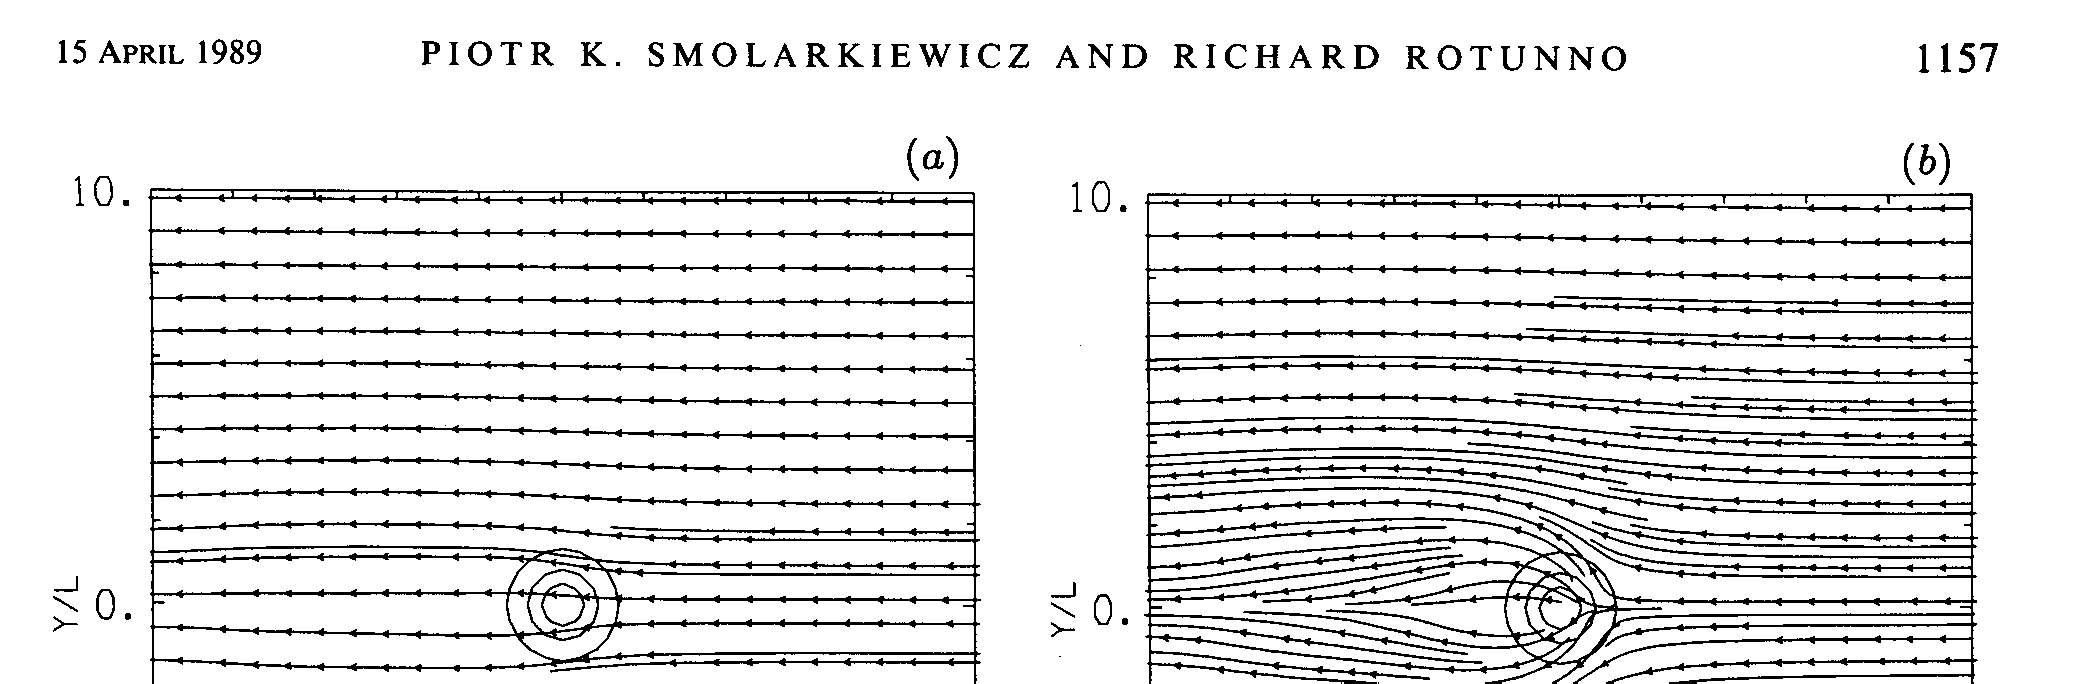 15 APRIL 1989 PIOTR K. SMOLARKIEWICZ AND RICHARD ROTUNNO 1157
(a) (b)
10. 10.
Y/L 0. Y/L 0.